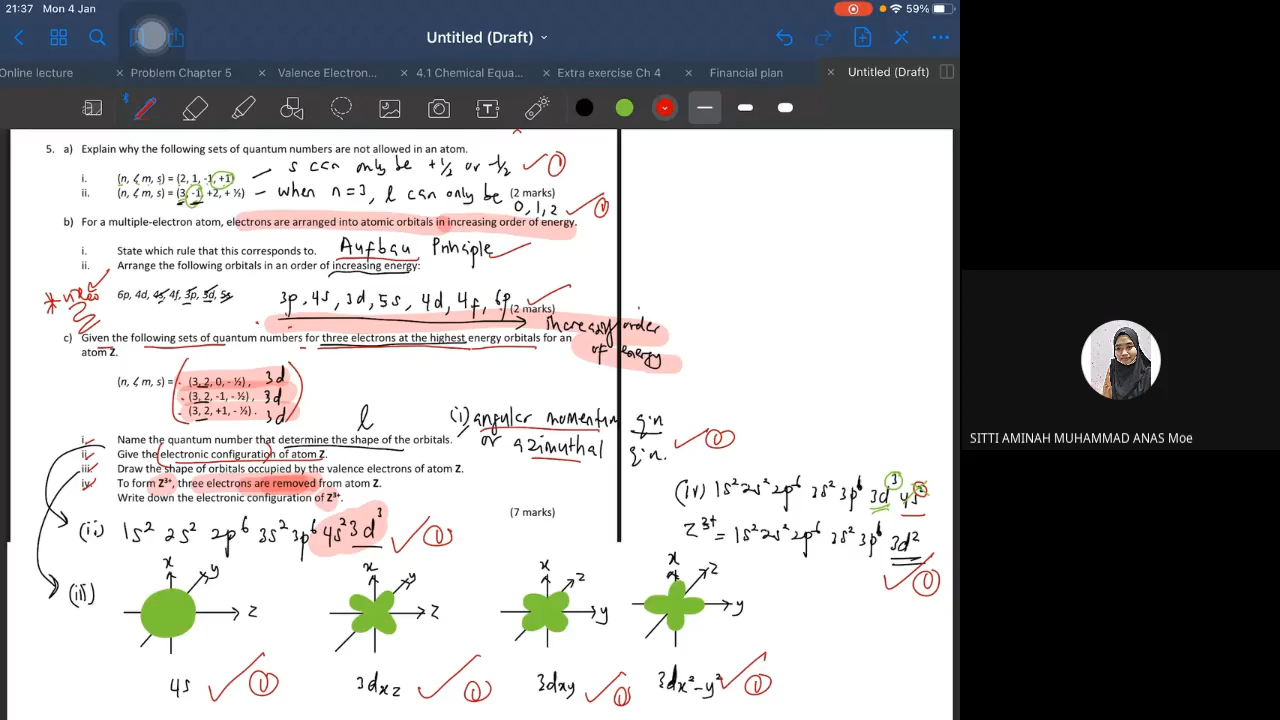 21:37 Mon 4 Jan
59%
Untitled (Draft)
Online lecture
Problem Chapter 5
Valence Electron...
4.1 Chemical Equa...
Extra exercise Ch 4
Financial plan
Untitled (Draft)
5. a) Explain why the following sets of quantum numbers are not allowed in an atom.
i. (n, ℓ, m, s) = (2, 1, -1, +1) – s can only be +½ or -½ ①
ii. (n, ℓ, m, s) = (3, -1, +2, + ½) – when n=3, l can only be 0, 1, 2 ①
(2 marks)
b) For a multiple-electron atom, electrons are arranged into atomic orbitals in increasing order of energy.
i. State which rule that this corresponds to. Aufbau Priniple
ii. Arrange the following orbitals in an order of increasing energy:
6p, 4d, 4s, 4f, 3p, 3d, 5s
3p, 4s, 3d, 5s, 4d, 4f, 6p
(2 marks)
increasy order
of energy
c) Given the following sets of quantum numbers for three electrons at the highest energy orbitals for an
atom Z.
(n, ℓ, m, s) = (3, 2, 0, - ½), 3d
(3, 2, -1, - ½), 3d
(3, 2, +1, - ½). 3d
l
i. Name the quantum number that determine the shape of the orbitals.
(i) angular momentum q.n
or azimuthal q.n. ①
ii. Give the electronic configuration of atom Z.
iii. Draw the shape of orbitals occupied by the valence electrons of atom Z.
iv. To form Z³⁺, three electrons are removed from atom Z.
Write down the electronic configuration of Z³⁺.
(7 marks)
(ii) 1s² 2s² 2p⁶ 3s² 3p⁶ 4s² 3d³ ①
(iv) 1s² 2s² 2p⁶ 3s² 3p⁶ 3d³ 4s²
Z³⁺ = 1s² 2s² 2p⁶ 3s² 3p⁶ 3d² ①
(iii)
x y z
x y z
x z y
x z y
4s ①
3dxz ①
3dxy ①
3dx²-y² ①
SITTI AMINAH MUHAMMAD ANAS Moe